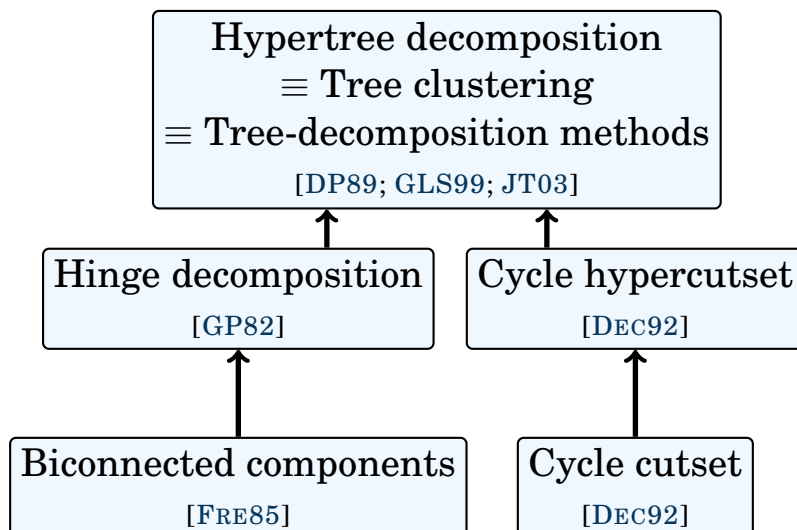 Hypertree decomposition
≡ Tree clustering
≡ Tree-decomposition methods
[DP89; GLS99; JT03]
Hinge decomposition
[GP82]
Cycle hypercutset
[DEC92]
Biconnected components
[FRE85]
Cycle cutset
[DEC92]